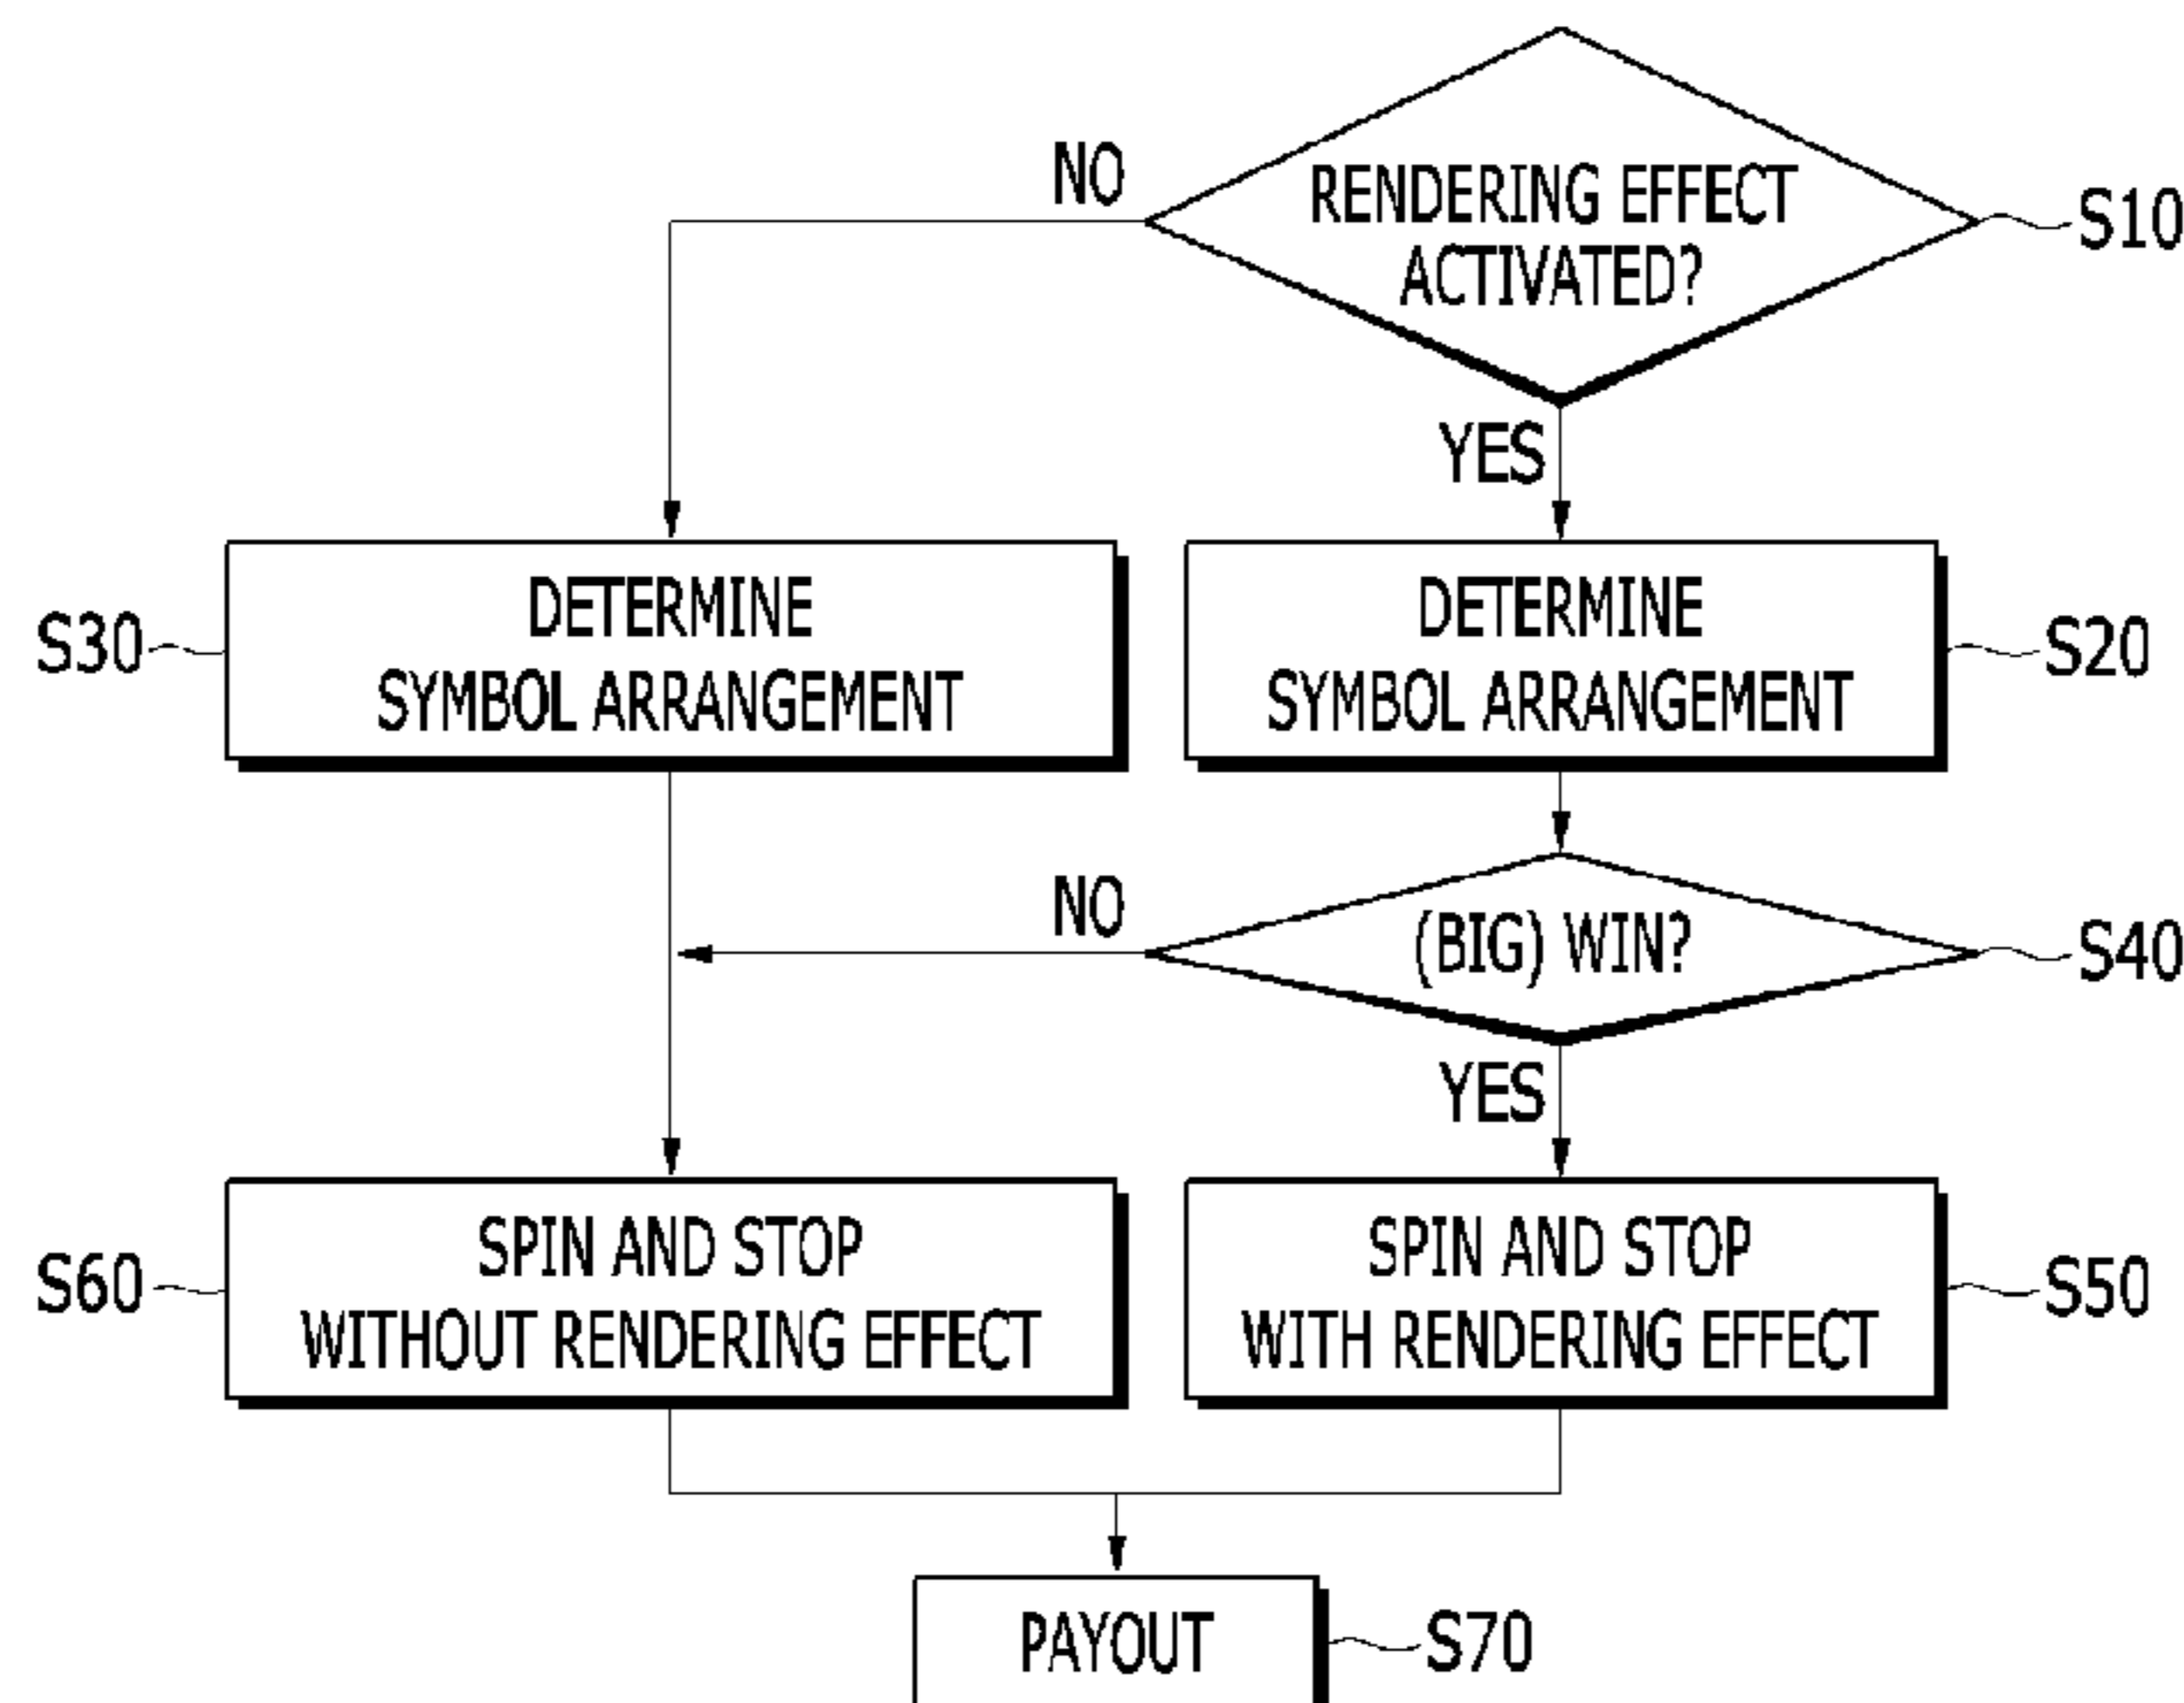 NO
RENDERING EFFECT
ACTIVATED?
S10
YES
S30
DETERMINE
SYMBOL ARRANGEMENT
DETERMINE
SYMBOL ARRANGEMENT
S20
NO
(BIG) WIN?
S40
YES
S60
SPIN AND STOP
WITHOUT RENDERING EFFECT
SPIN AND STOP
WITH RENDERING EFFECT
S50
PAYOUT
S70